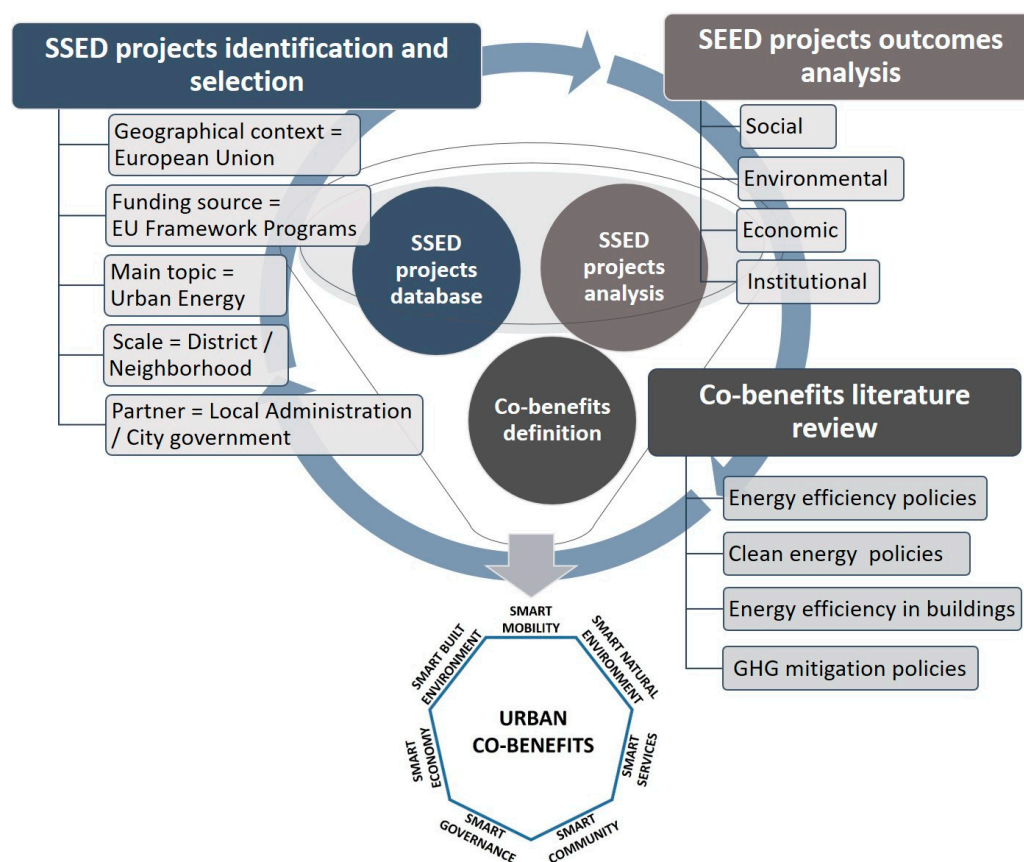 SSED projects identification and
selection
Geographical context =
European Union
Funding source =
EU Framework Programs
Main topic =
Urban Energy
Scale = District /
Neighborhood
Partner = Local Administration
/ City government
SEED projects outcomes
analysis
Social
Environmental
Economic
Institutional
SSED
projects
database
SSED
projects
analysis
Co-benefits
definition
Co-benefits literature
review
Energy efficiency policies
Clean energy policies
Energy efficiency in buildings
GHG mitigation policies
SMART
MOBILITY
SMART NATURAL
ENVIRONMENT
SMART
SERVICES
SMART
COMMUNITY
SMART
GOVERNANCE
SMART
ECONOMY
SMART BUILT
ENVIRONMENT
URBAN
CO-BENEFITS